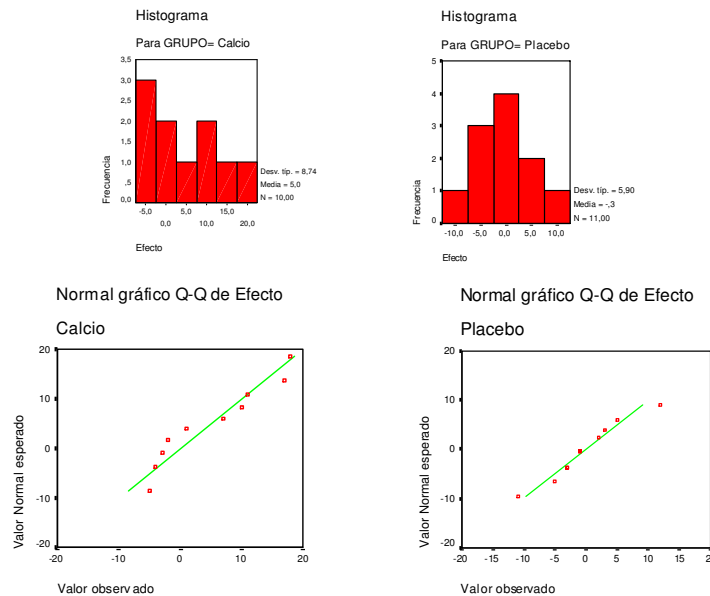 Histograma
Para GRUPO= Calcio
3,5
3,0
2,5
2,0
1,5
1,0
,5
0,0
Frecuencia
-5,0 5,0 15,0
0,0 10,0 20,0
Desv. típ. = 8,74
Media = 5,0
N = 10,00
Efecto
Histograma
Para GRUPO= Placebo
5
4
3
2
1
0
Frecuencia
-10,0 -5,0 0,0 5,0 10,0
Desv. típ. = 5,90
Media = -,3
N = 11,00
Efecto
Normal gráfico Q-Q de Efecto
Calcio
20
10
0
-10
-20
Valor Normal esperado
-20 -10 0 10 20
Valor observado
Normal gráfico Q-Q de Efecto
Placebo
20
10
0
-10
-20
Valor Normal esperado
-20 -15 -10 -5 0 5 10 15
Valor observado